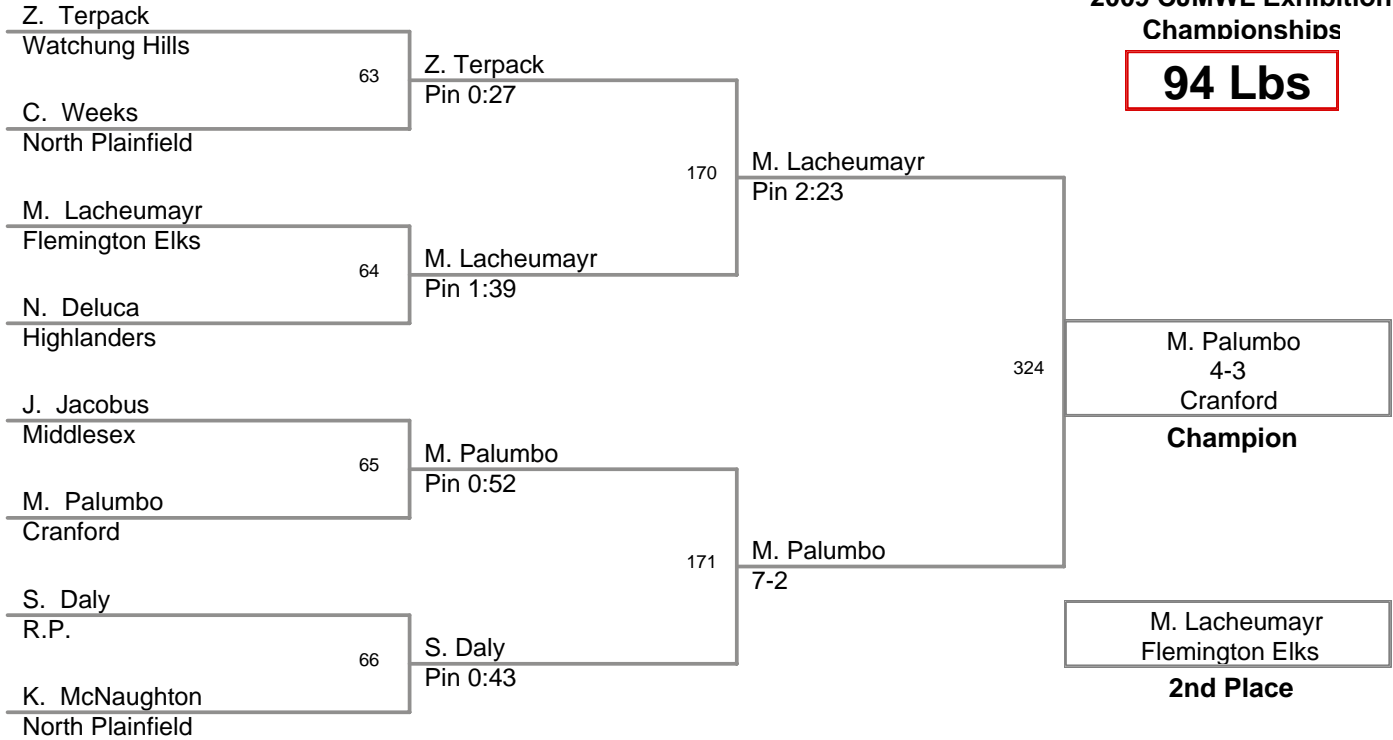 2009 CJMWL Exhibition
Championships
94 Lbs
Z. Terpack
Watchung Hills
63
C. Weeks
North Plainfield
Z. Terpack
Pin 0:27
170
M. Lacheumayr
Flemington Elks
64
N. Deluca
Highlanders
M. Lacheumayr
Pin 1:39
M. Lacheumayr
Pin 2:23
J. Jacobus
Middlesex
65
M. Palumbo
Cranford
M. Palumbo
Pin 0:52
171
S. Daly
R.P.
66
K. McNaughton
North Plainfield
S. Daly
Pin 0:43
M. Palumbo
7-2
324
M. Palumbo
4-3
Cranford
Champion
M. Lacheumayr
Flemington Elks
2nd Place